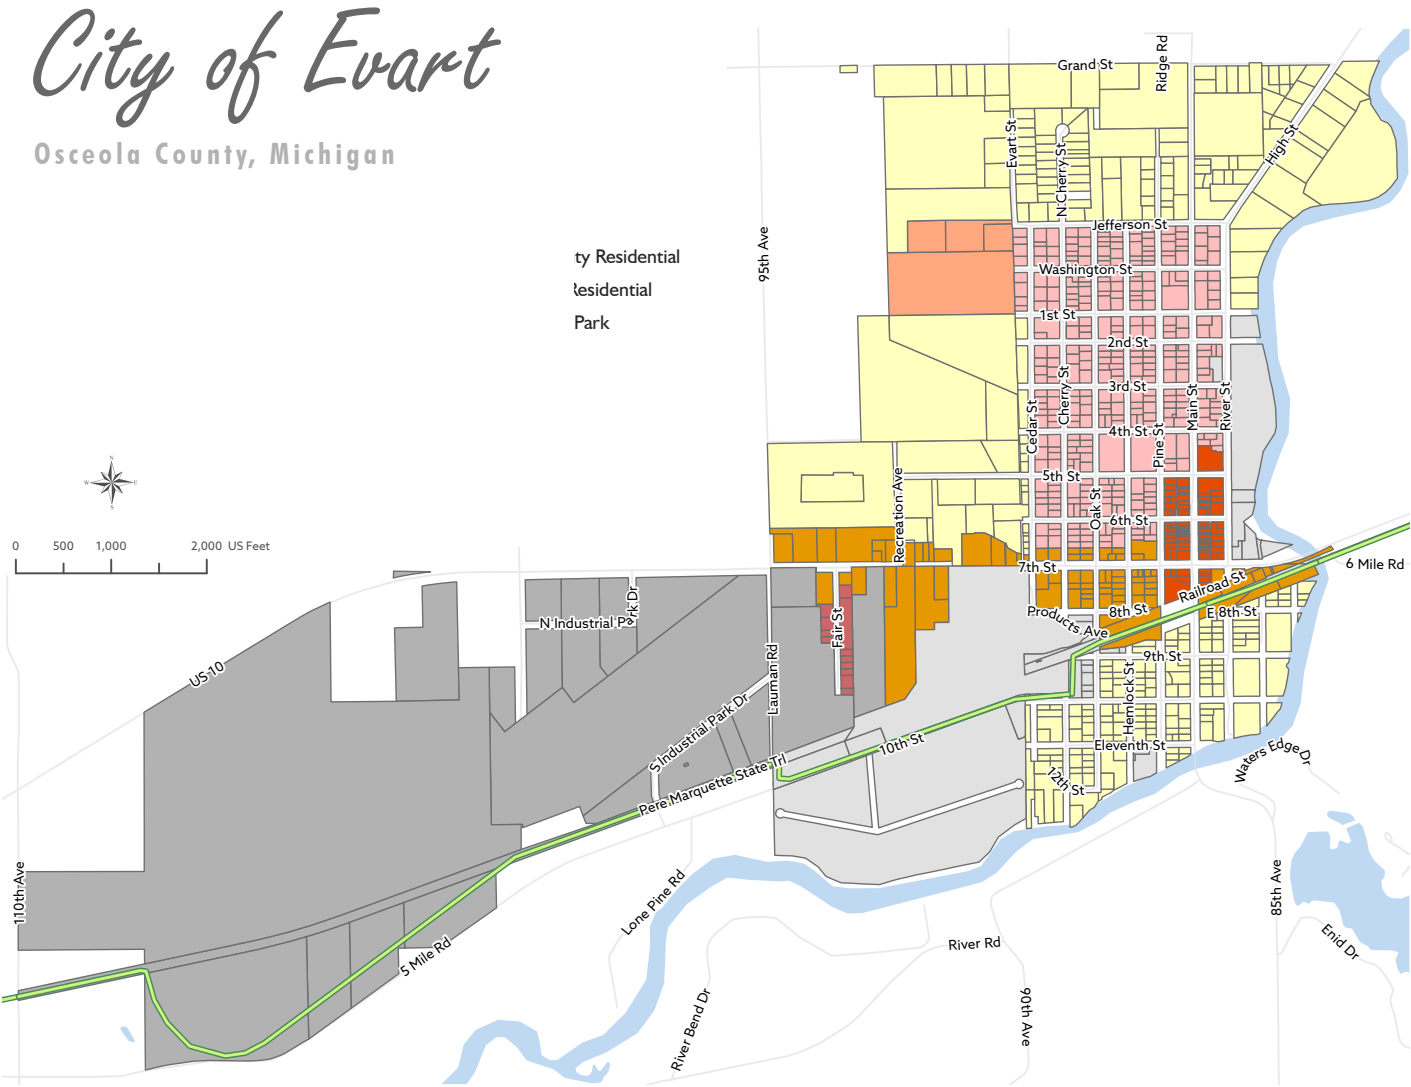 City of Evart
Osceola County, Michigan
Grand St
Ridge Rd
Evart St
N Cherry St
High St
Jefferson St
95th Ave
ty Residential
Residential
Park
Washington St
1st St
2nd St
3rd St
Cherry St
Cedar St
Main St
River St
4th St
Pine St
5th St
Recreation Ave
Oak St
6th St
N
W E
S
0 500 1,000 2,000 US Feet
7th St
6 Mile Rd
Railroad St
8th St
E 8th St
Products Ave
N Industrial Park Dr
Fair St
9th St
US 10
Lauman Rd
Hemlock St
S Industrial Park Dr
10th St
Eleventh St
Waters Edge Dr
12th St
Pere Marquette State Trl
110th Ave
Lone Pine Rd
85th Ave
5 Mile Rd
River Rd
Enid Dr
River Bend Dr
90th Ave